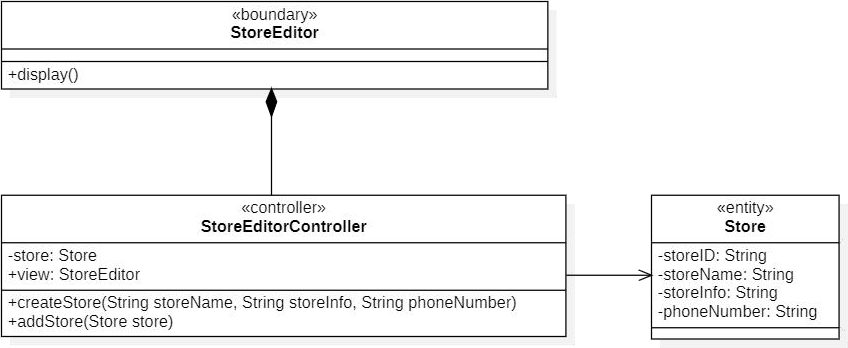 «boundary»
StoreEditor
+display()
«controller»
StoreEditorController
-store: Store
+view: StoreEditor
+createStore(String storeName, String storeInfo, String phoneNumber)
+addStore(Store store)
«entity»
Store
-storeID: String
-storeName: String
-storeInfo: String
-phoneNumber: String